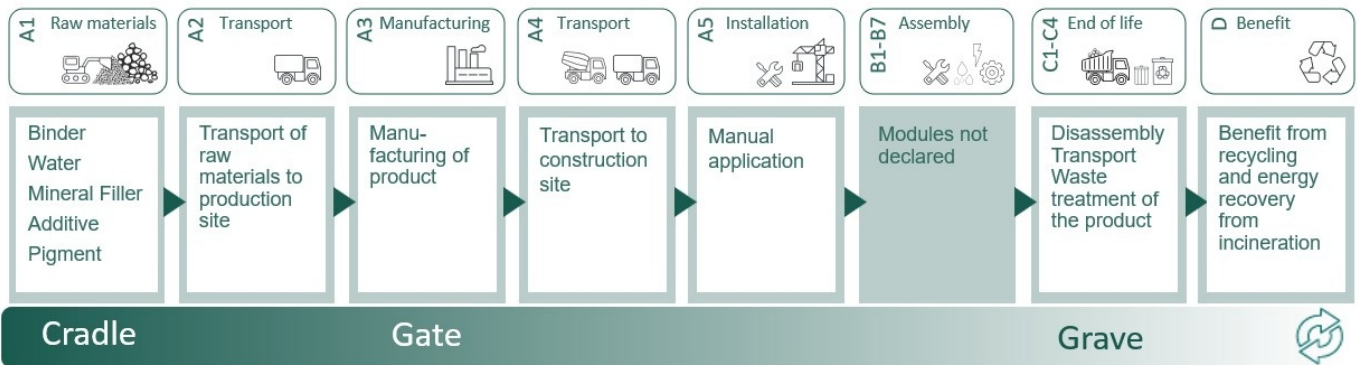 A1 Raw materials
A2 Transport
A3 Manufacturing
A4 Transport
A5 Installation
B1-B7 Assembly
C1-C4 End of life
D Benefit
Binder
Water
Mineral Filler
Additive
Pigment
Transport of
raw
materials to
production
site
Manu-
facturing of
product
Transport to
construction
site
Manual
application
Modules not
declared
Disassembly
Transport
Waste
treatment of
the product
Benefit from
recycling
and energy
recovery
from
incineration
Cradle
Gate
Grave